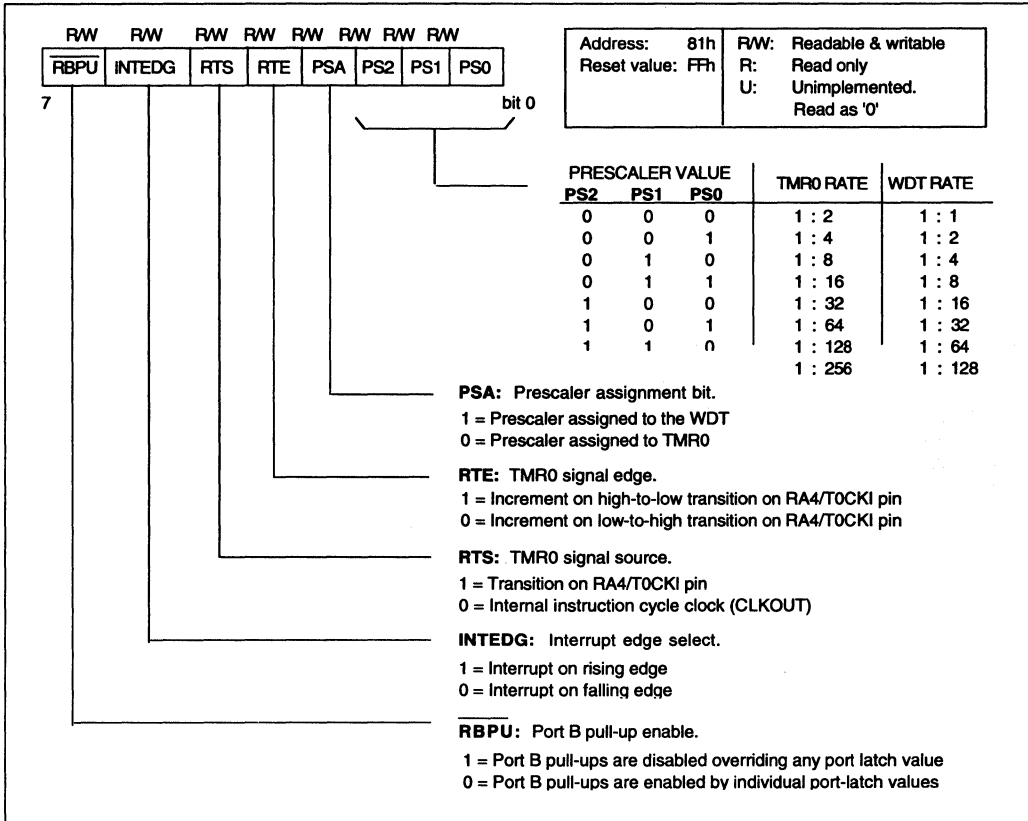 R/W R/W R/W R/W R/W R/W R/W R/W
RBPU INTEDG RTS RTE PSA PS2 PS1 PS0
7 bit 0
Address: 81h
Reset value: FFh
R/W: Readable & writable
R: Read only
U: Unimplemented.
Read as '0'
PRESCALER VALUE TMR0 RATE WDT RATE
PS2 PS1 PS0
0 0 0 1 : 2 1 : 1
0 0 1 1 : 4 1 : 2
0 1 0 1 : 8 1 : 4
0 1 1 1 : 16 1 : 8
1 0 0 1 : 32 1 : 16
1 0 1 1 : 64 1 : 32
1 1 0 1 : 128 1 : 64
1 : 256 1 : 128
PSA: Prescaler assignment bit.
1 = Prescaler assigned to the WDT
0 = Prescaler assigned to TMR0
RTE: TMR0 signal edge.
1 = Increment on high-to-low transition on RA4/T0CKI pin
0 = Increment on low-to-high transition on RA4/T0CKI pin
RTS: TMR0 signal source.
1 = Transition on RA4/T0CKI pin
0 = Internal instruction cycle clock (CLKOUT)
INTEDG: Interrupt edge select.
1 = Interrupt on rising edge
0 = Interrupt on falling edge
RBPU: Port B pull-up enable.
1 = Port B pull-ups are disabled overriding any port latch value
0 = Port B pull-ups are enabled by individual port-latch values